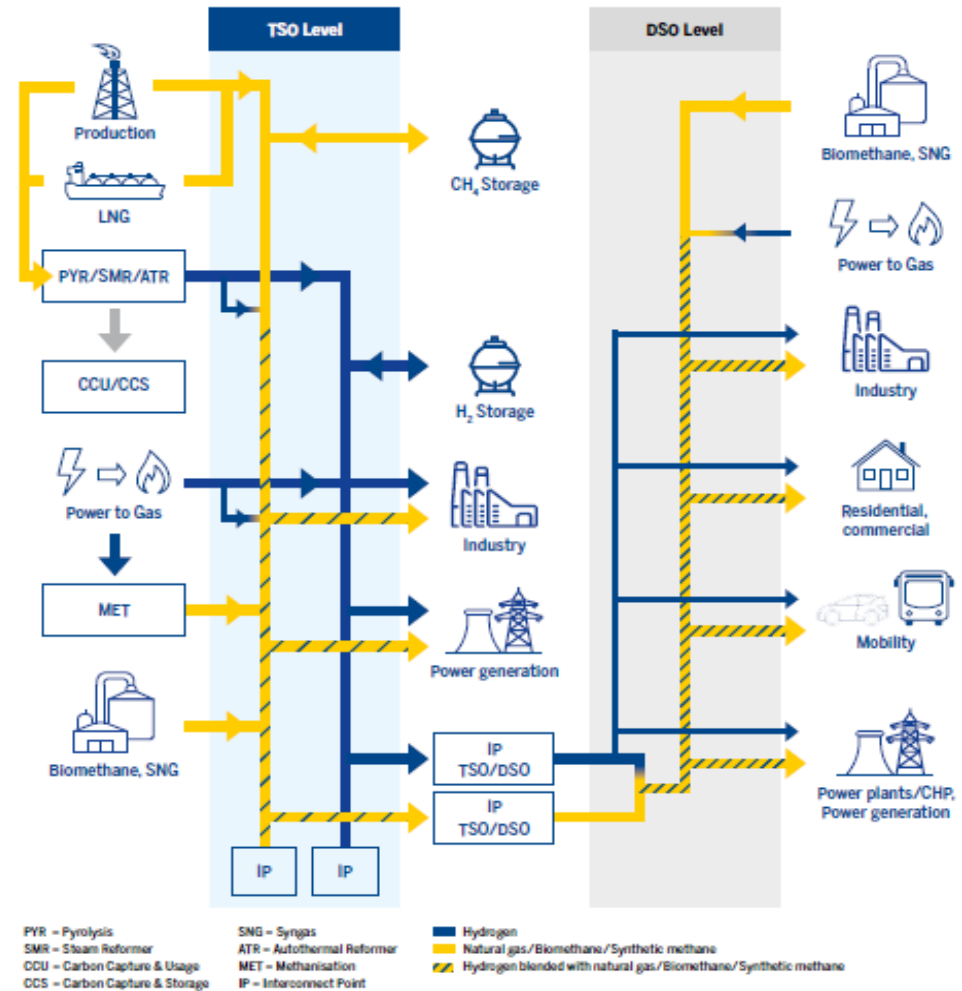 TSO Level
DSO Level
Production
LNG
PYR/SMR/ATR
CCU/CCS
Power to Gas
MET
Biomethane, SNG
CH₄ Storage
H₂ Storage
Industry
Power generation
IP
TSO/DSO
IP
TSO/DSO
IP
IP
Biomethane, SNG
Power to Gas
Industry
Residential,
commercial
Mobility
Power plants/CHP,
Power generation
PYR = Pyrolysis
SMR = Steam Reformer
CCU = Carbon Capture & Usage
CCS = Carbon Capture & Storage
SNG = Syngas
ATR = Autothermal Reformer
MET = Methanisation
IP = Interconnect Point
Hydrogen
Natural gas/Biomethane/Synthetic methane
Hydrogen blended with natural gas/Biomethane/Synthetic methane